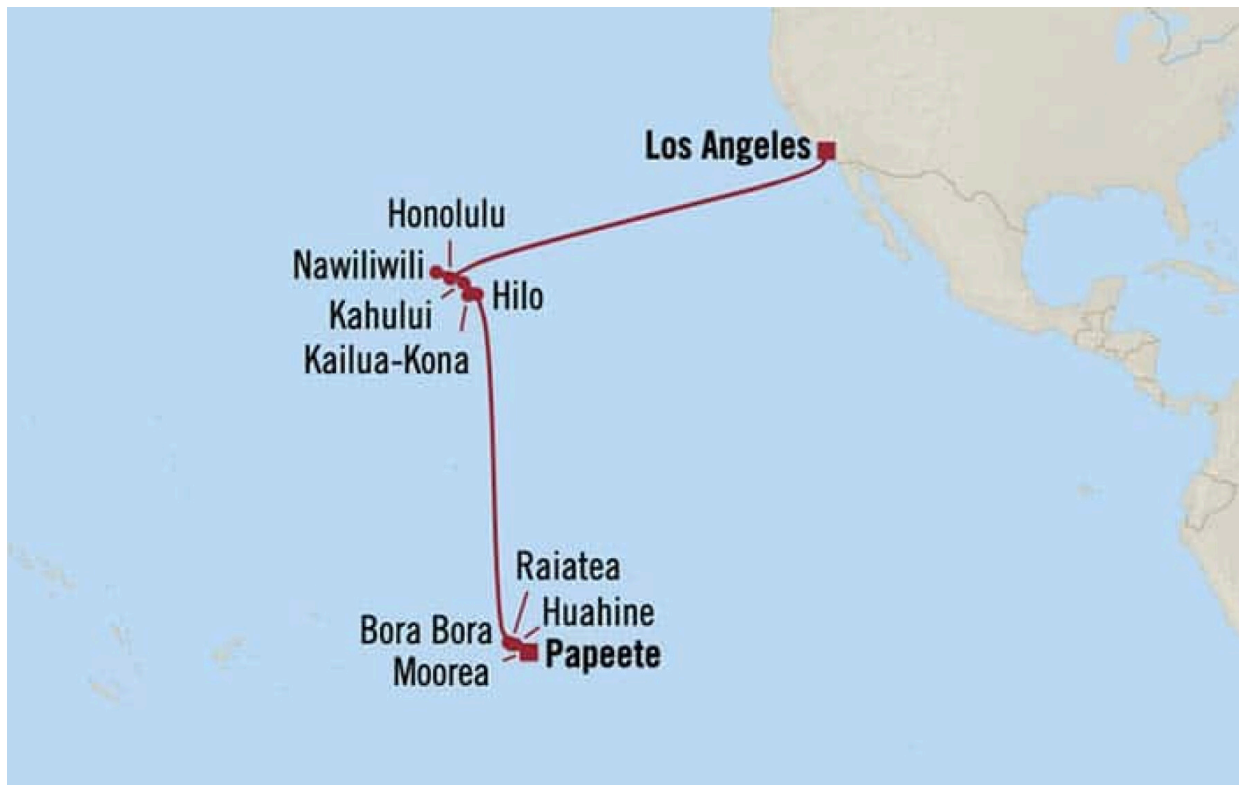 Los Angeles
Honolulu
Nawiliwili
Hilo
Kahului
Kailua-Kona
Raiatea
Huahine
Bora Bora
Papeete
Moorea